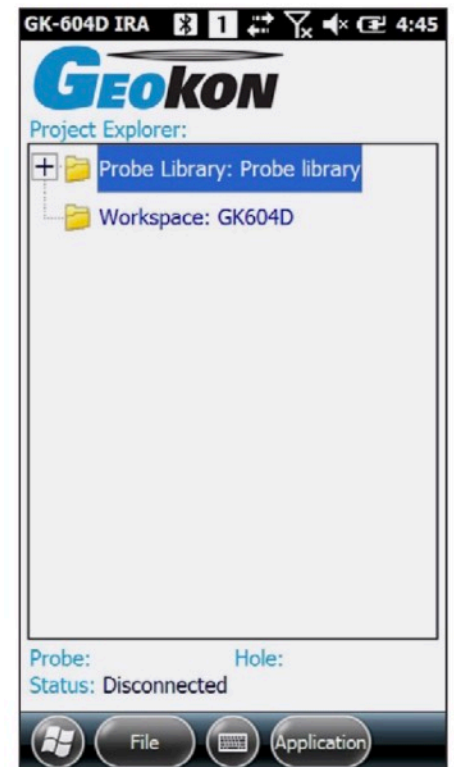 GK-604D IRA 1 4:45
GEOKON
Project Explorer:
Probe Library: Probe library
Workspace: GK604D
Probe: Hole:
Status: Disconnected
File Application